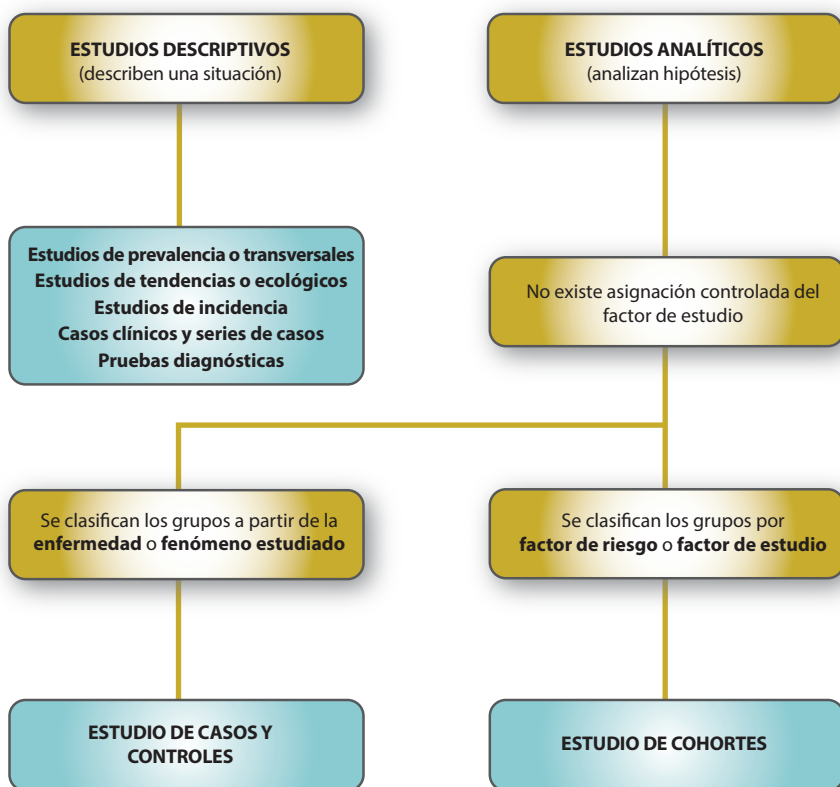 ESTUDIOS DESCRIPTIVOS
(describen una situación)
ESTUDIOS ANALÍTICOS
(analizan hipótesis)
Estudios de prevalencia o transversales
Estudios de tendencias o ecológicos
Estudios de incidencia
Casos clínicos y series de casos
Pruebas diagnósticas
No existe asignación controlada del
factor de estudio
Se clasifican los grupos a partir de la
enfermedad o fenómeno estudiado
Se clasifican los grupos por
factor de riesgo o factor de estudio
ESTUDIO DE CASOS Y
CONTROLES
ESTUDIO DE COHORTES